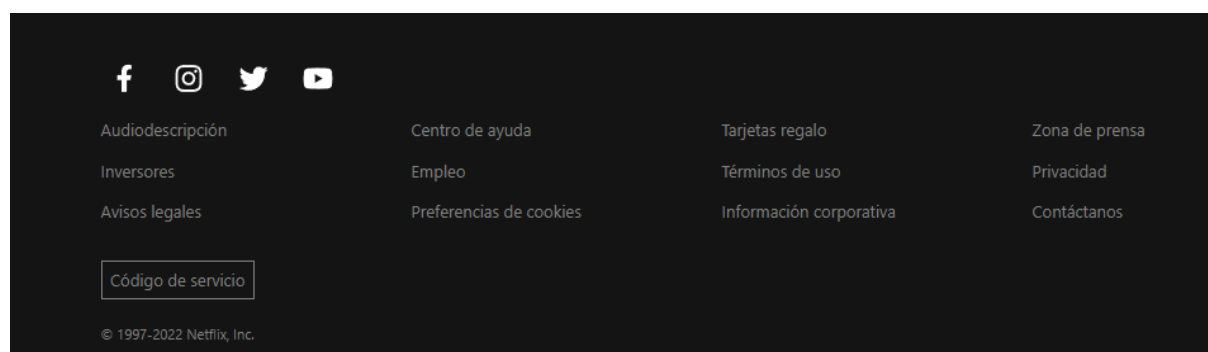 Audiodescripción Centro de ayuda Tarjetas regalo Zona de prensa
Inversores Empleo Términos de uso Privacidad
Avisos legales Preferencias de cookies Información corporativa Contáctanos
Código de servicio
© 1997-2022 Netflix, Inc.